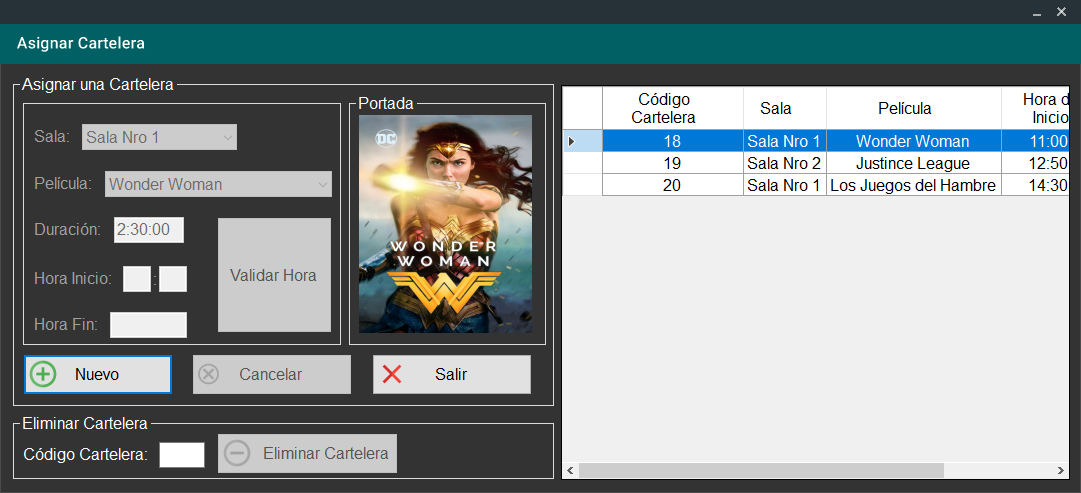 Asignar Cartelera
Asignar una Cartelera
Sala: Sala Nro 1
Película: Wonder Woman
Duración: 2:30:00
Hora Inicio: :
Hora Fin:
Validar Hora
Portada
DC
WONDER
WOMAN
Nuevo
Cancelar
Salir
Eliminar Cartelera
Código Cartelera:
Eliminar Cartelera
Código Cartelera Sala Película Hora d Inicio
18 Sala Nro 1 Wonder Woman 11:00
19 Sala Nro 2 Justince League 12:50
20 Sala Nro 1 Los Juegos del Hambre 14:30